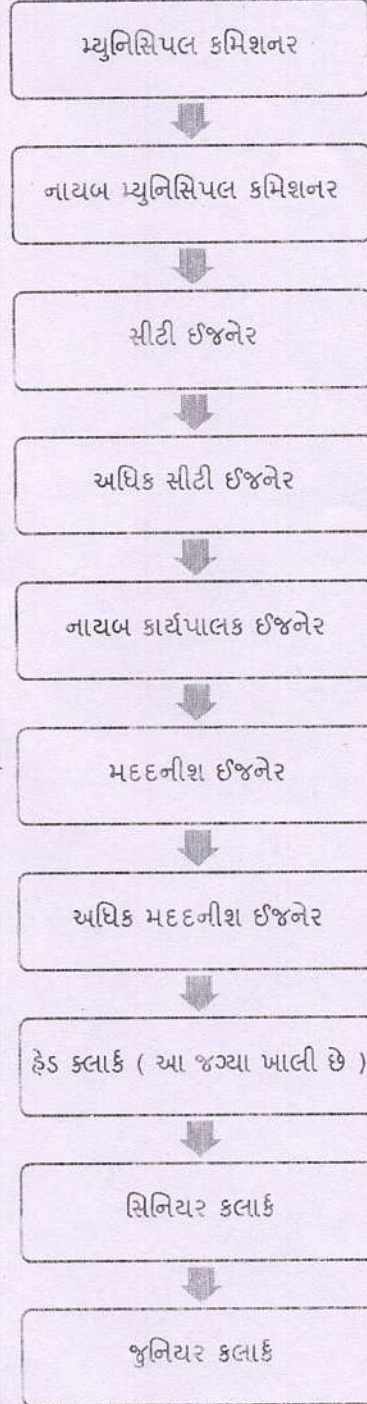 મ્યુનિસિપલ કમિશનર
નાયબ મ્યુનિસિપલ કમિશનર
સીટી ઈજનેર
અધિક સીટી ઈજનેર
નાયબ કાર્યપાલક ઈજનેર
મદદનીશ ઈજનેર
અધિક મદદનીશ ઈજનેર
હેડ ક્લાર્ક ( આ જગ્યા ખાલી છે )
સિનિયર કલાર્ક
જુનિયર કલાર્ક